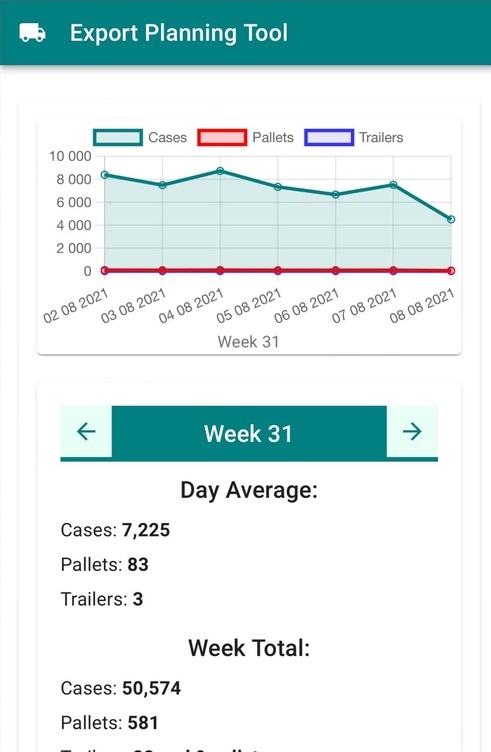 Export Planning Tool
Cases Pallets Trailers
10 000
8 000
6 000
4 000
2 000
0
02 08 2021 03 08 2021 04 08 2021 05 08 2021 06 08 2021 07 08 2021 08 08 2021
Week 31
Week 31
Day Average:
Cases: 7,225
Pallets: 83
Trailers: 3
Week Total:
Cases: 50,574
Pallets: 581